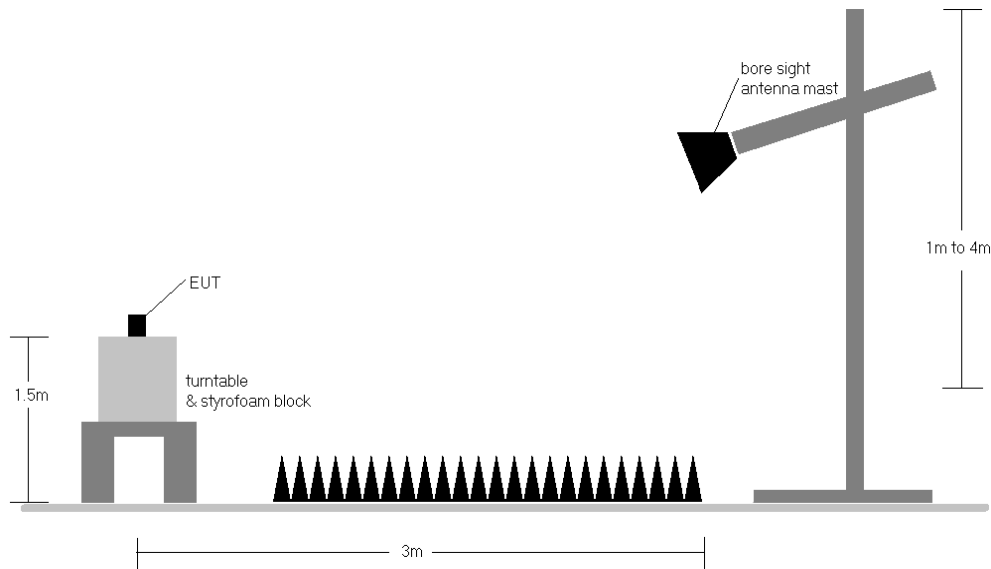 bore sight
antenna mast
1m to 4m
EUT
1.5m
turntable
& styrofoam block
3m